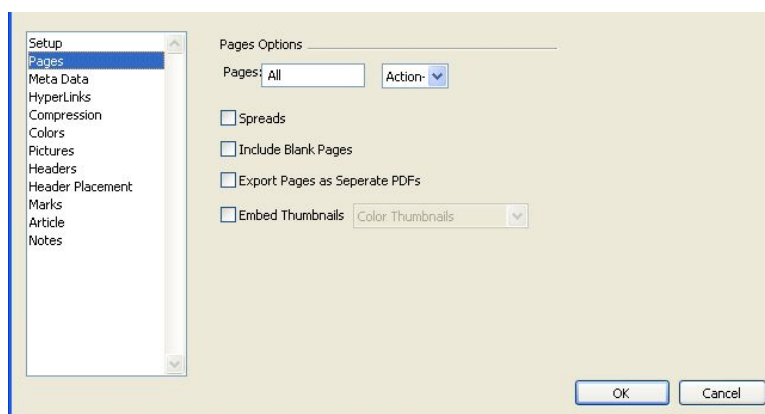 Setup
Pages
Meta Data
HyperLinks
Compression
Colors
Pictures
Headers
Header Placement
Marks
Article
Notes
Pages Options
Pages: All Action-
Spreads
Include Blank Pages
Export Pages as Seperate PDFs
Embed Thumbnails Color Thumbnails
OK Cancel